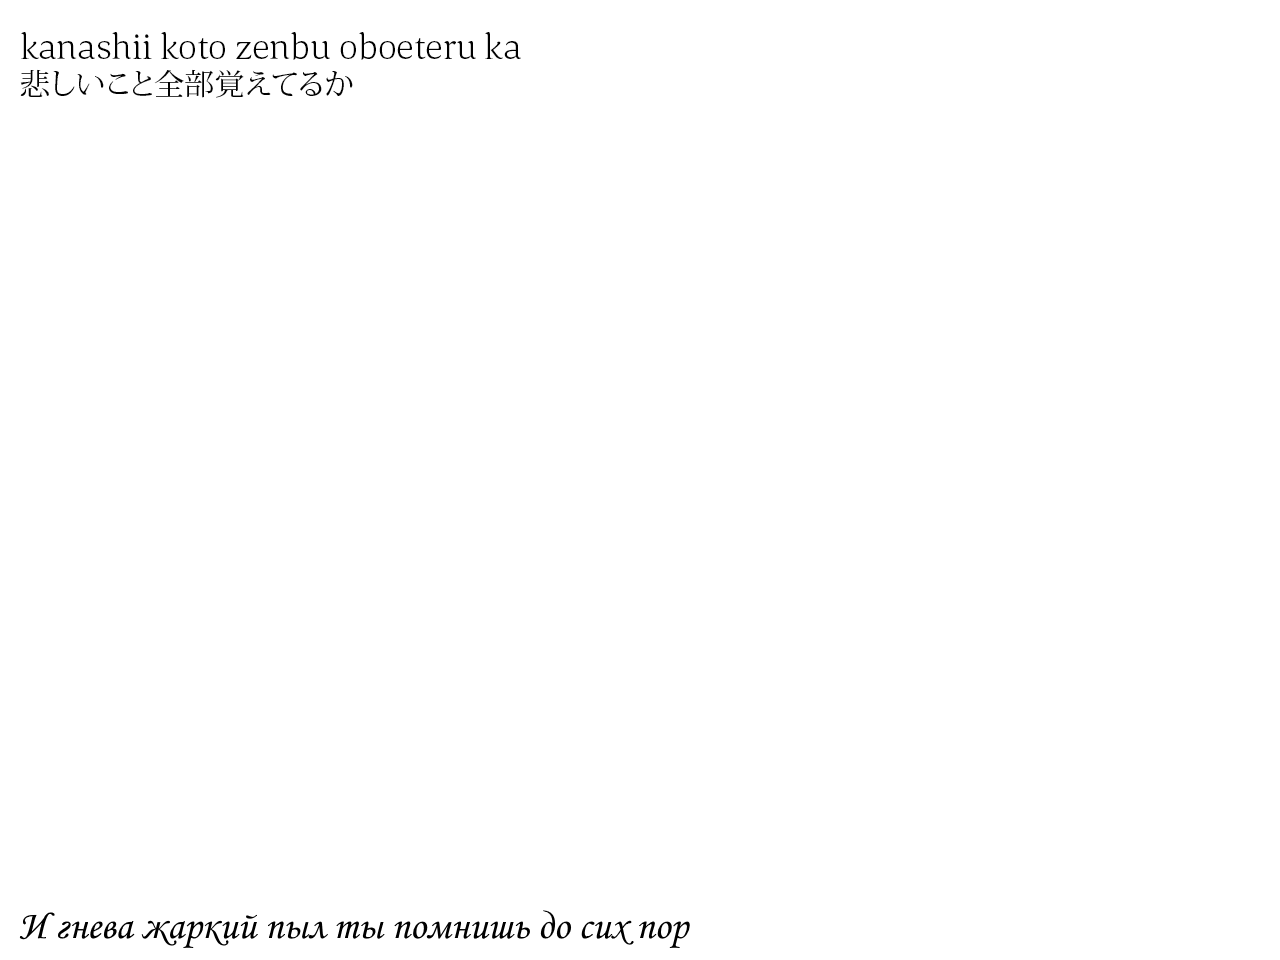 kanashii koto zenbu oboeteru ka
悲しいこと全部覚えてるか
И гнева жаркий пыл ты помнишь до сих пор